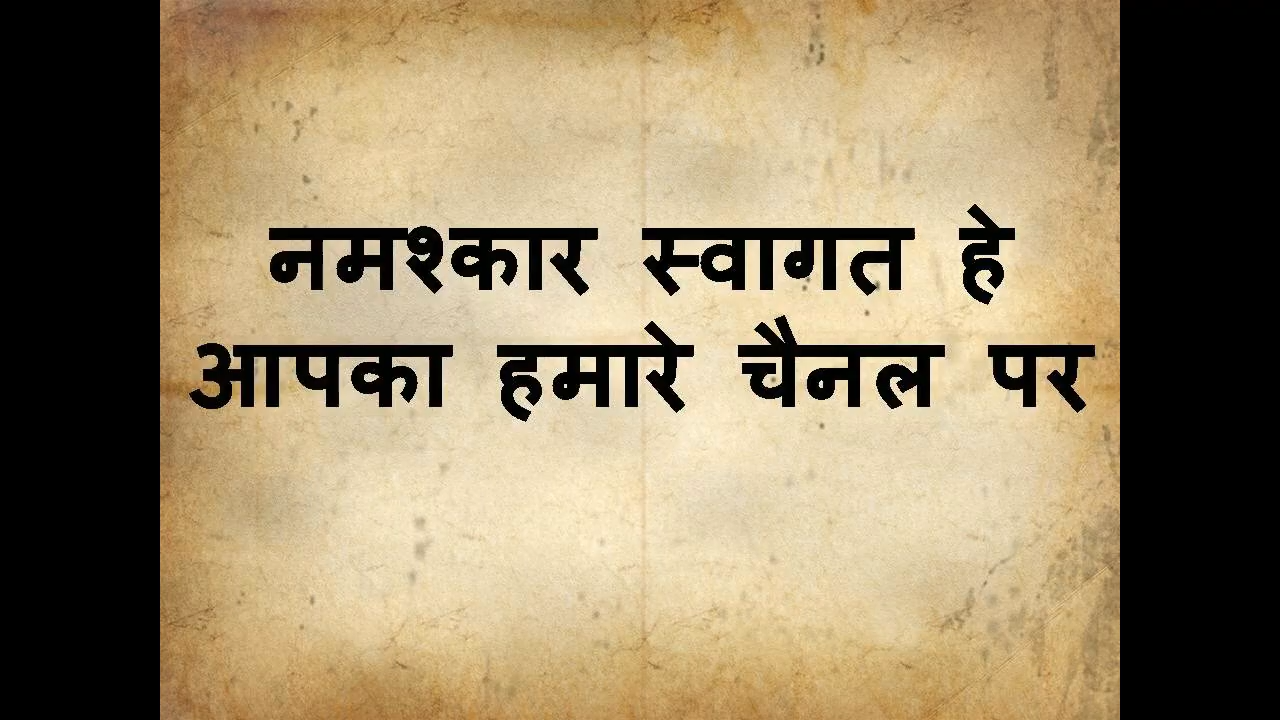 नमश्कार स्वागत हे
आपका हमारे चैनल पर